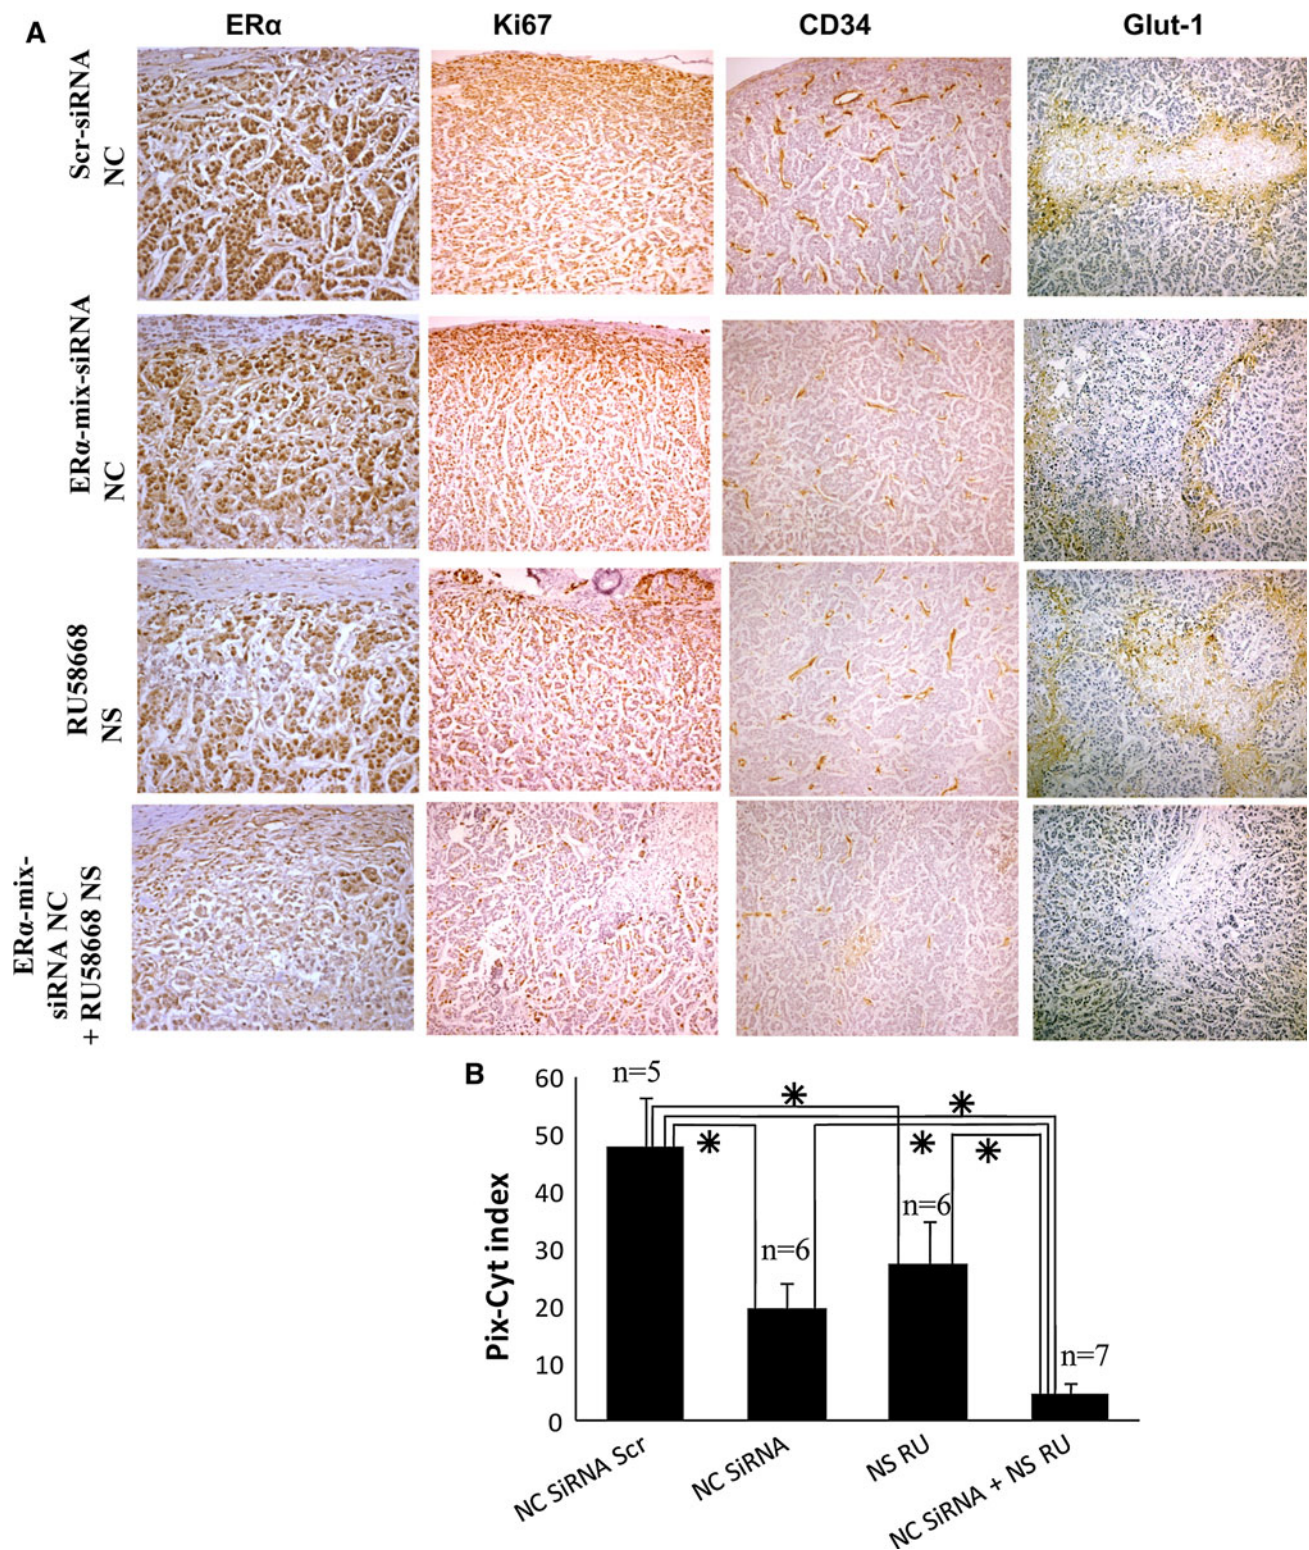 A
ERα
Ki67
CD34
Glut-1
Scr-siRNA
NC
ERα-mix-siRNA
NC
RU58668
NS
ERα-mix-
siRNA NC
+ RU58668 NS
B
Pix-Cyt index
60
50
40
30
20
10
0
n=5
n=6
n=6
n=7
*
*
*
*
*
NC SiRNA Scr
NC SiRNA
NS RU
NC SiRNA + NS RU